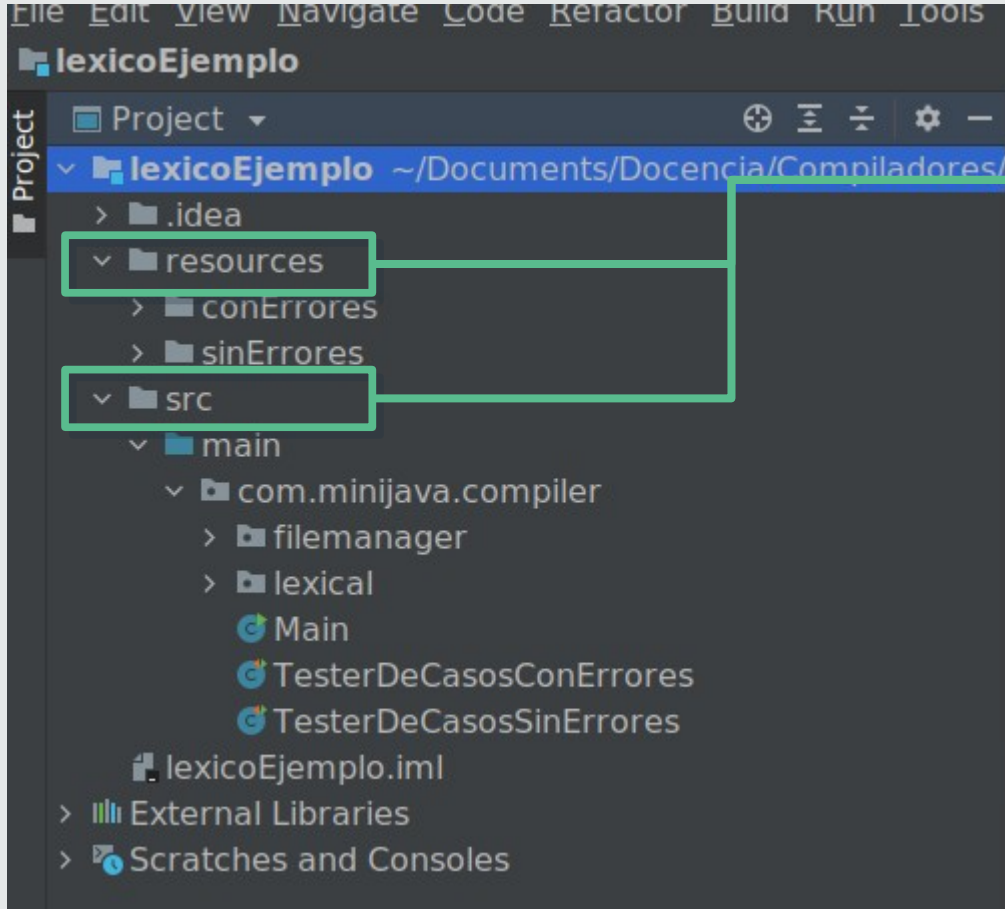 File Edit View Navigate Code Refactor Build Run Tools
lexicoEjemplo
Project
Project
lexicoEjemplo ~/Documents/Docencia/Compiladores/
.idea
resources
conErrores
sinErrores
src
main
com.minijava.compiler
filemanager
lexical
Main
TesterDeCasosConErrores
TesterDeCasosSinErrores
lexicoEjemplo.iml
External Libraries
Scratches and Consoles